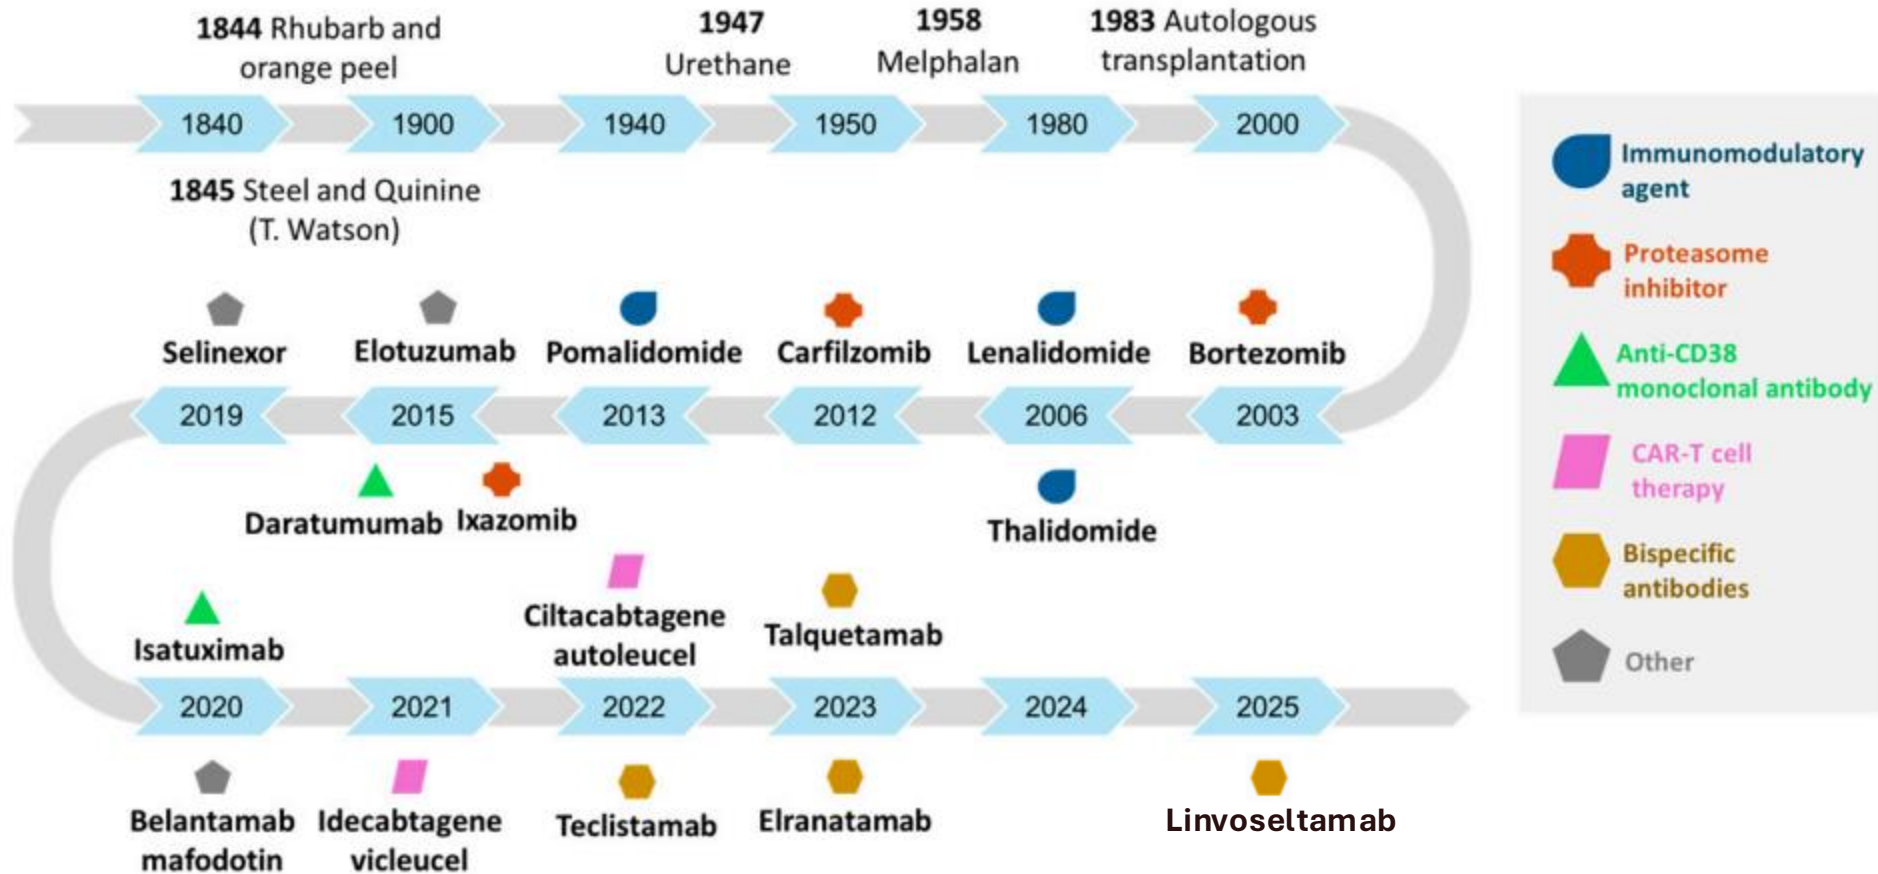 1844 Rhubarb and
orange peel
1947
Urethane
1958
Melphalan
1983 Autologous
transplantation
1840
1900
1940
1950
1980
2000
1845 Steel and Quinine
(T. Watson)
Selinexor
Elotuzumab
Pomalidomide
Carfilzomib
Lenalidomide
Bortezomib
2019
2015
2013
2012
2006
2003
Daratumumab
Ixazomib
Thalidomide
Isatuximab
Ciltacabtagene
autoleucel
Talquetamab
2020
2021
2022
2023
2024
2025
Belantamab
mafodotin
Idecabtagene
vicleucel
Teclistamab
Elranatamab
Linvoseltamab
Immunomodulatory
agent
Proteasome
inhibitor
Anti-CD38
monoclonal antibody
CAR-T cell
therapy
Bispecific
antibodies
Other